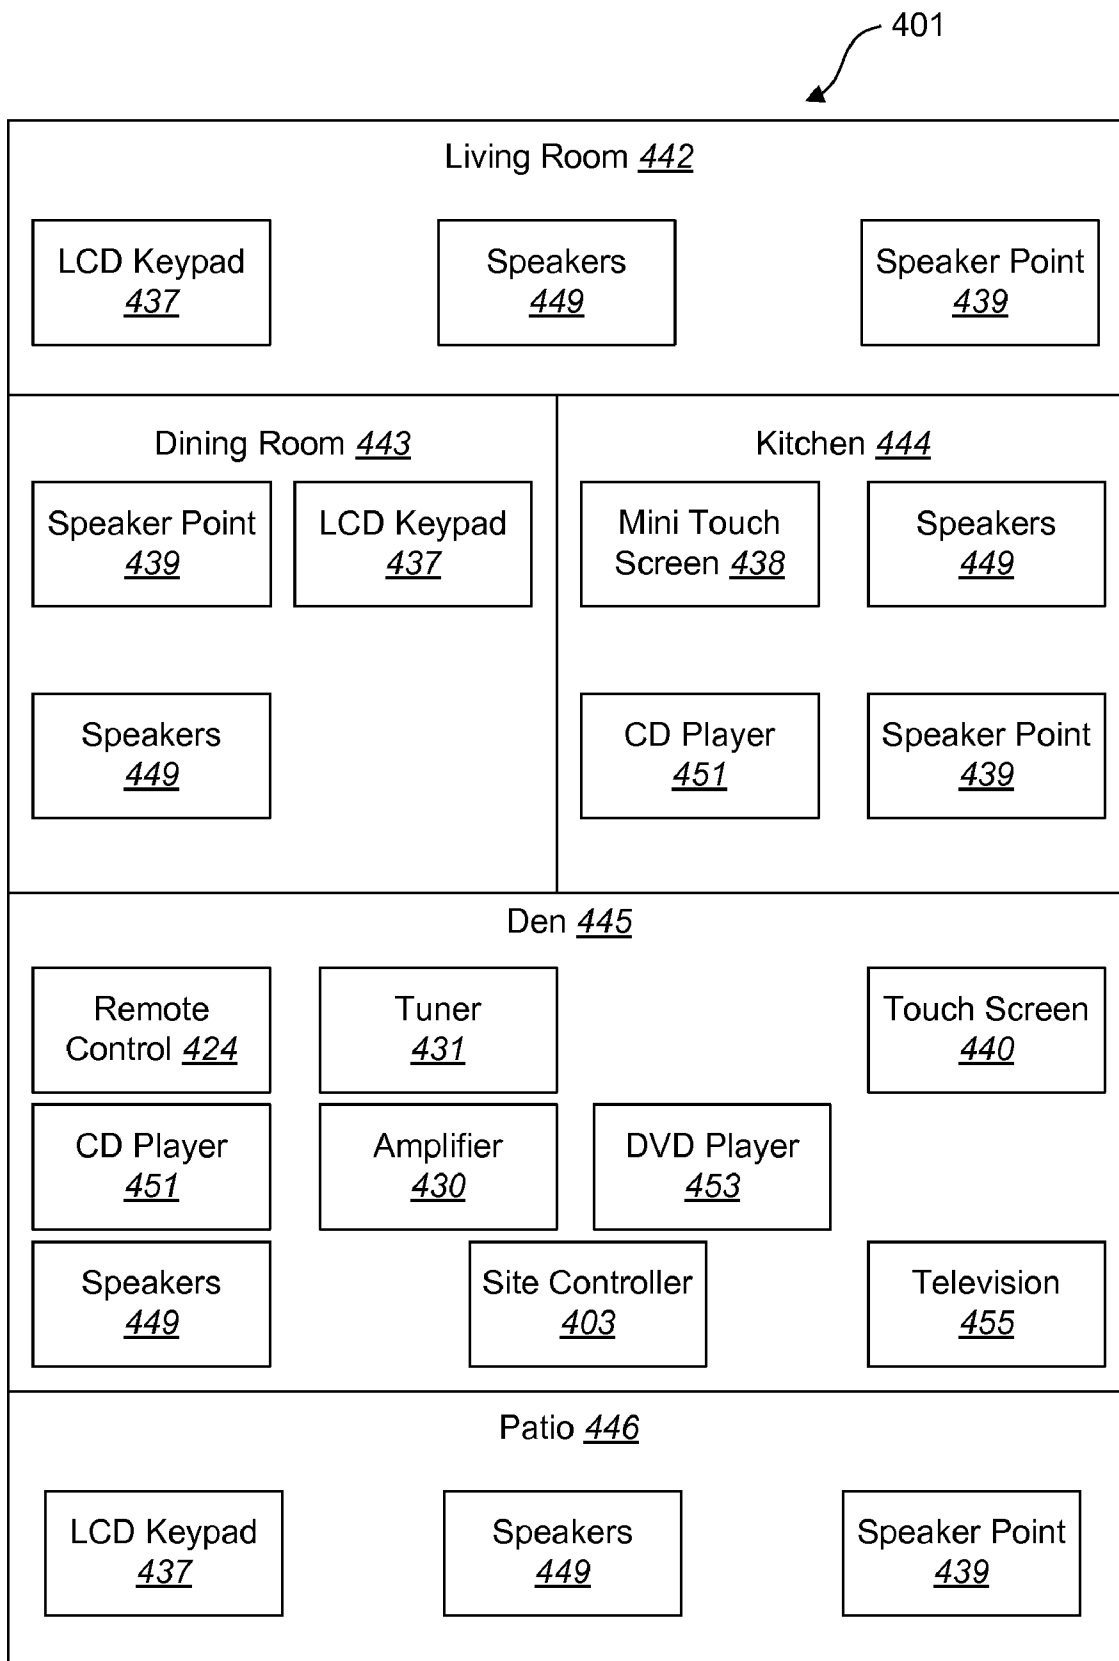 401
Living Room 442
LCD Keypad
437
Speakers
449
Speaker Point
439
Dining Room 443
Speaker Point
439
LCD Keypad
437
Speakers
449
Kitchen 444
Mini Touch
Screen 438
Speakers
449
CD Player
451
Speaker Point
439
Den 445
Remote
Control 424
Tuner
431
Touch Screen
440
CD Player
451
Amplifier
430
DVD Player
453
Speakers
449
Site Controller
403
Television
455
Patio 446
LCD Keypad
437
Speakers
449
Speaker Point
439